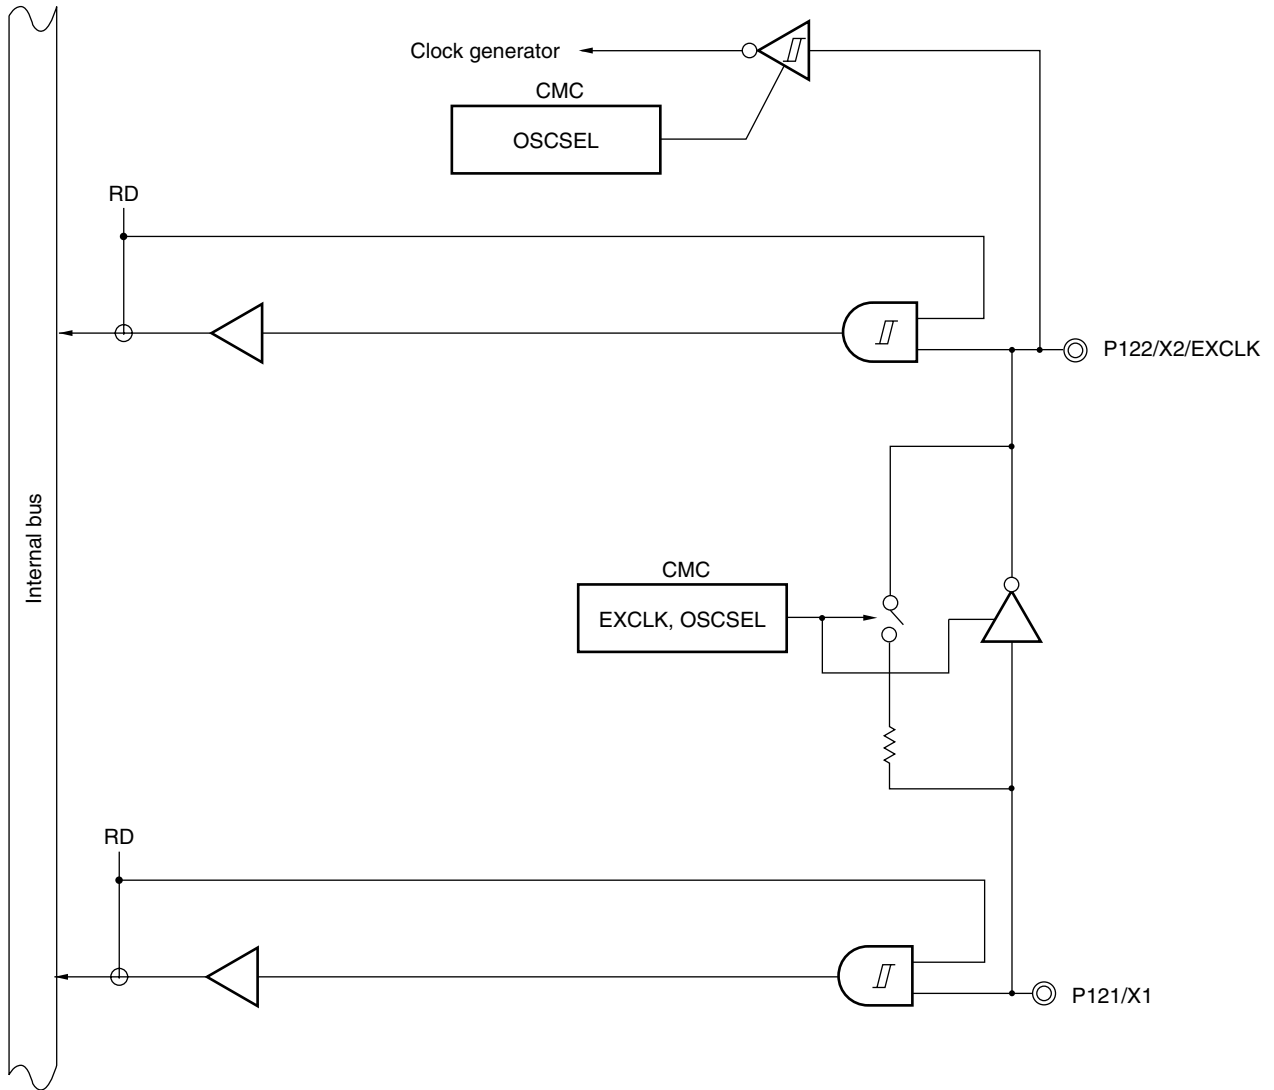 Clock generator
CMC
OSCSEL
RD
P122/X2/EXCLK
Internal bus
CMC
EXCLK, OSCSEL
RD
P121/X1